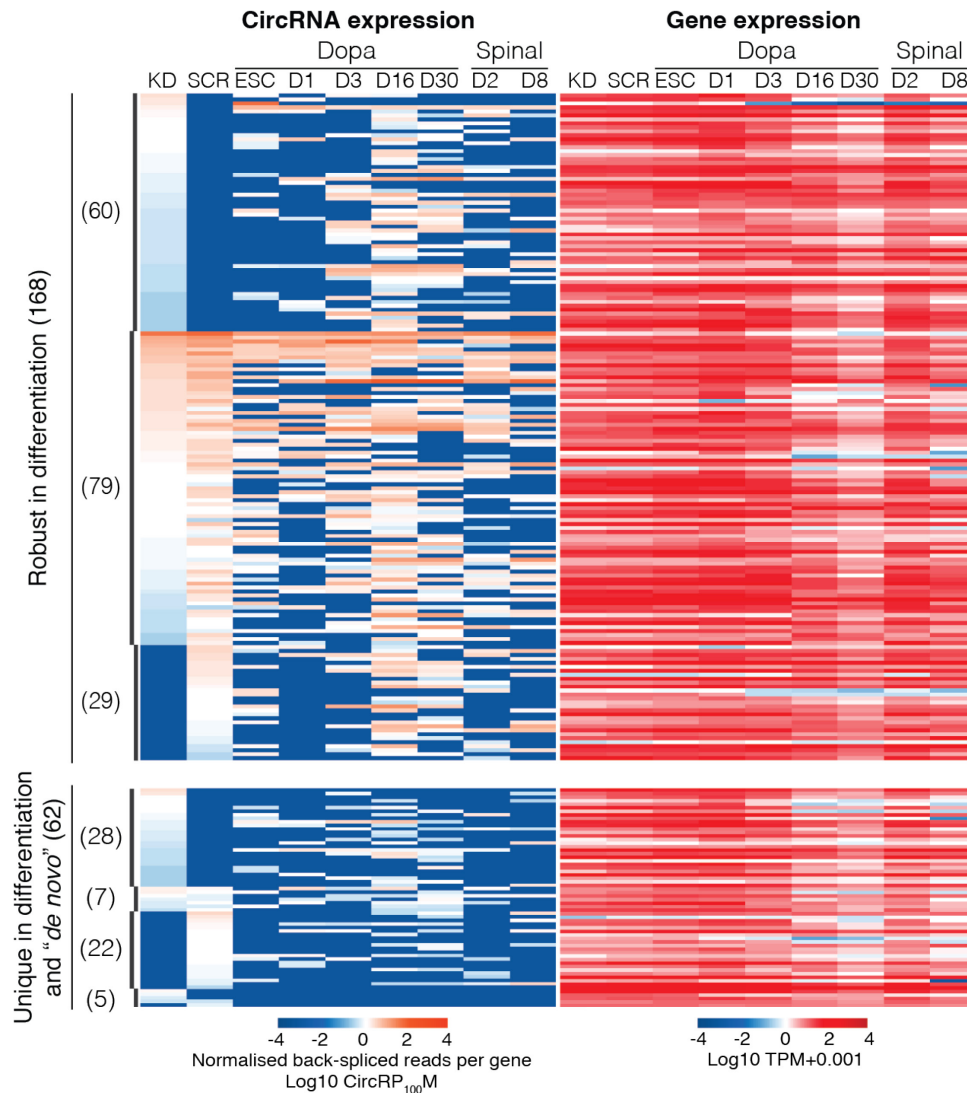 CircRNA expression
Gene expression
Dopa
Spinal
Dopa
Spinal
KD SCR ESC D1 D3 D16 D30 D2 D8
KD SCR ESC D1 D3 D16 D30 D2 D8
Robust in differentiation (168)
(60)
(79)
(29)
Unique in differentiation
and “de novo” (62)
(28)
(7)
(22)
(5)
-4 -2 0 2 4
Normalised back-spliced reads per gene
Log10 CircRP100M
-4 -2 0 2 4
Log10 TPM+0.001